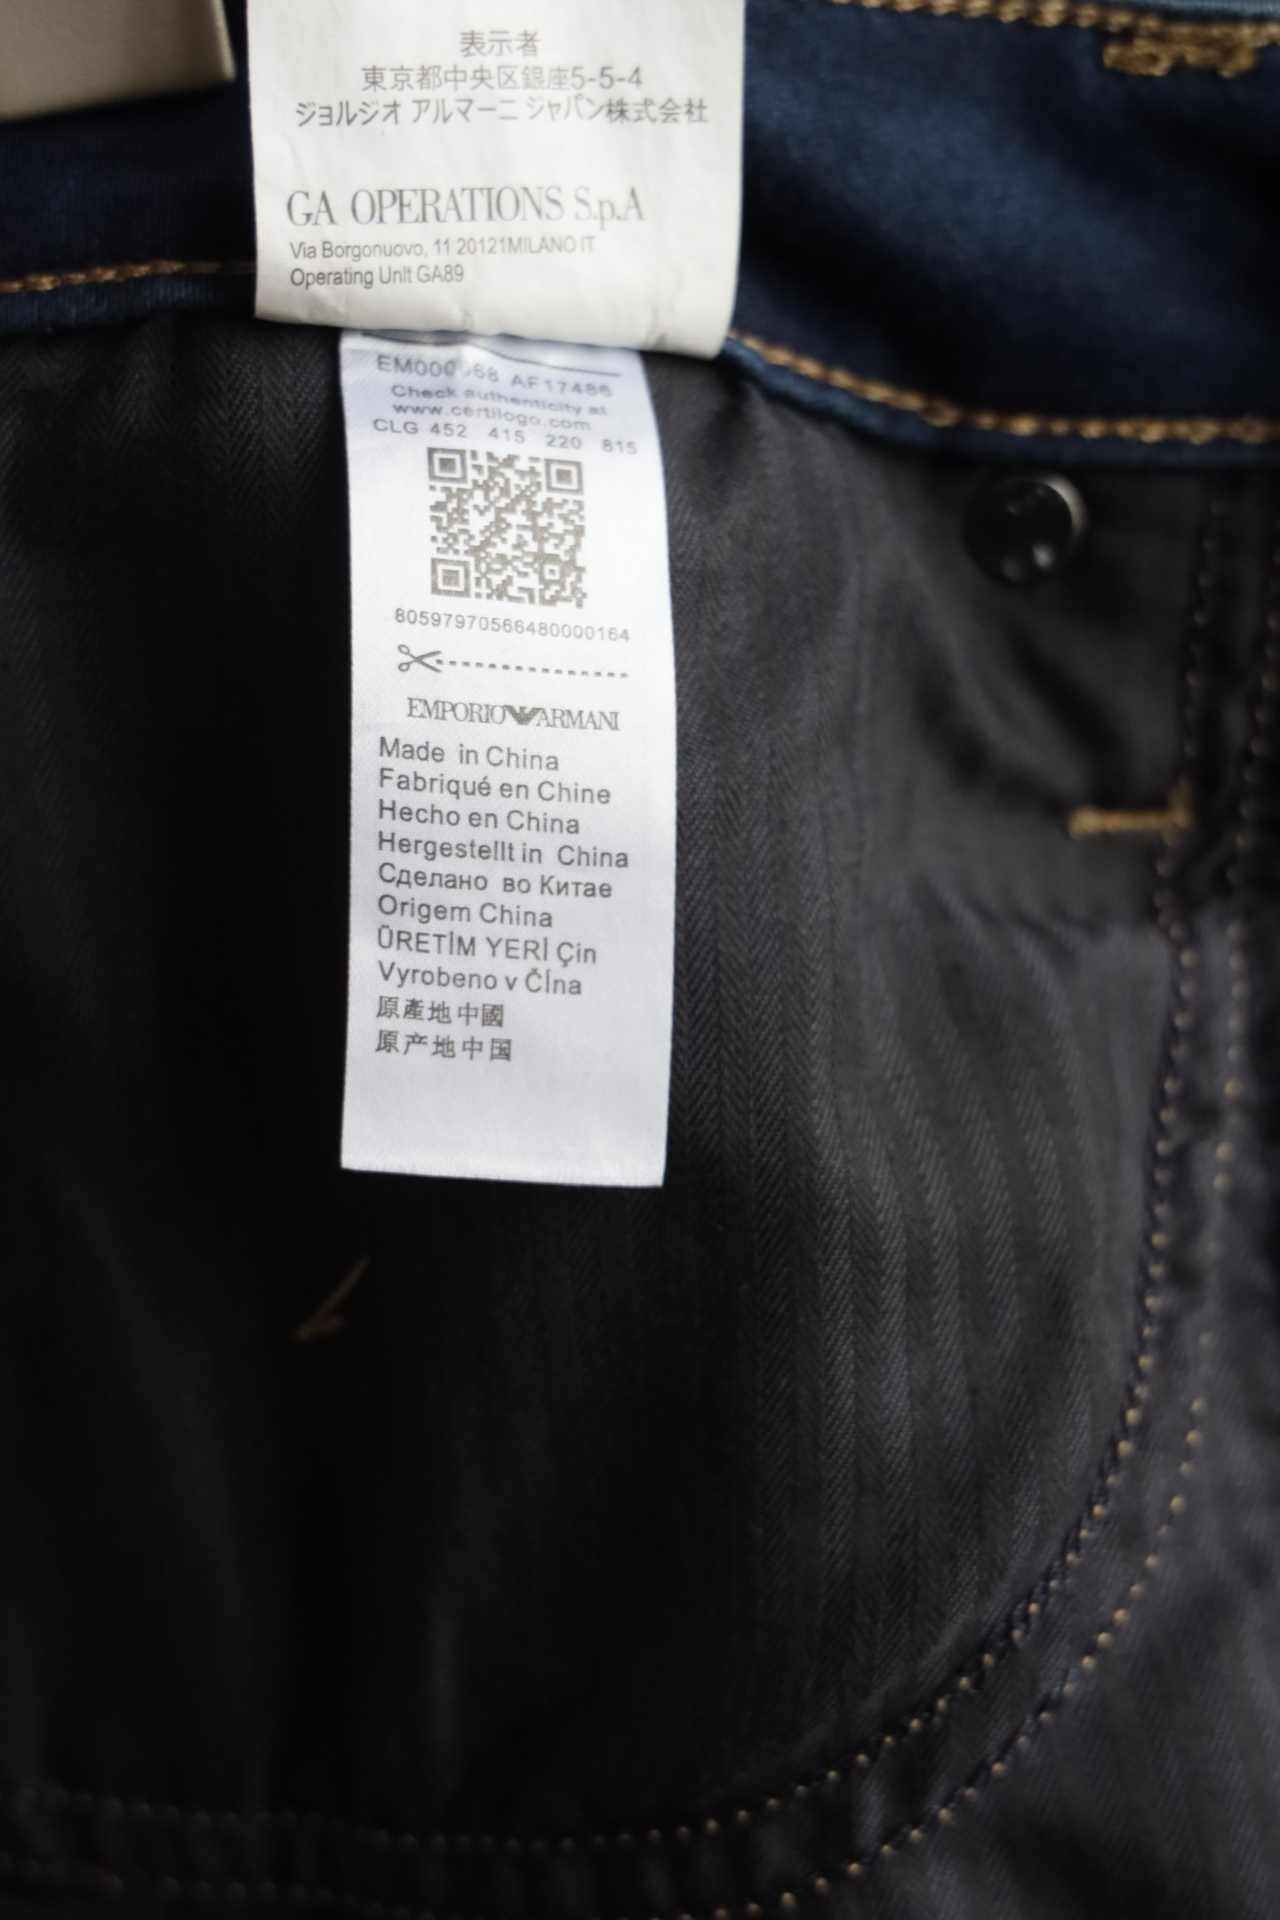 表示者
東京都中央区銀座5-5-4
ジョルジオ アルマーニ ジャパン株式会社
GA OPERATIONS S.p.A
Via Borgonuovo, 11 20121MILANO IT
Operating Unit GA89
EM000568 AF17486
Check authenticity at
www.certilogo.com
CLG 452 415 220 815
80597970566480000164
EMPORIO ARMANI
Made in China
Fabriqué en Chine
Hecho en China
Hergestellt in China
Сделано во Китае
Origem China
ÜRETİM YERİ Çin
Vyrobeno v Čína
原產地中國
原产地中国